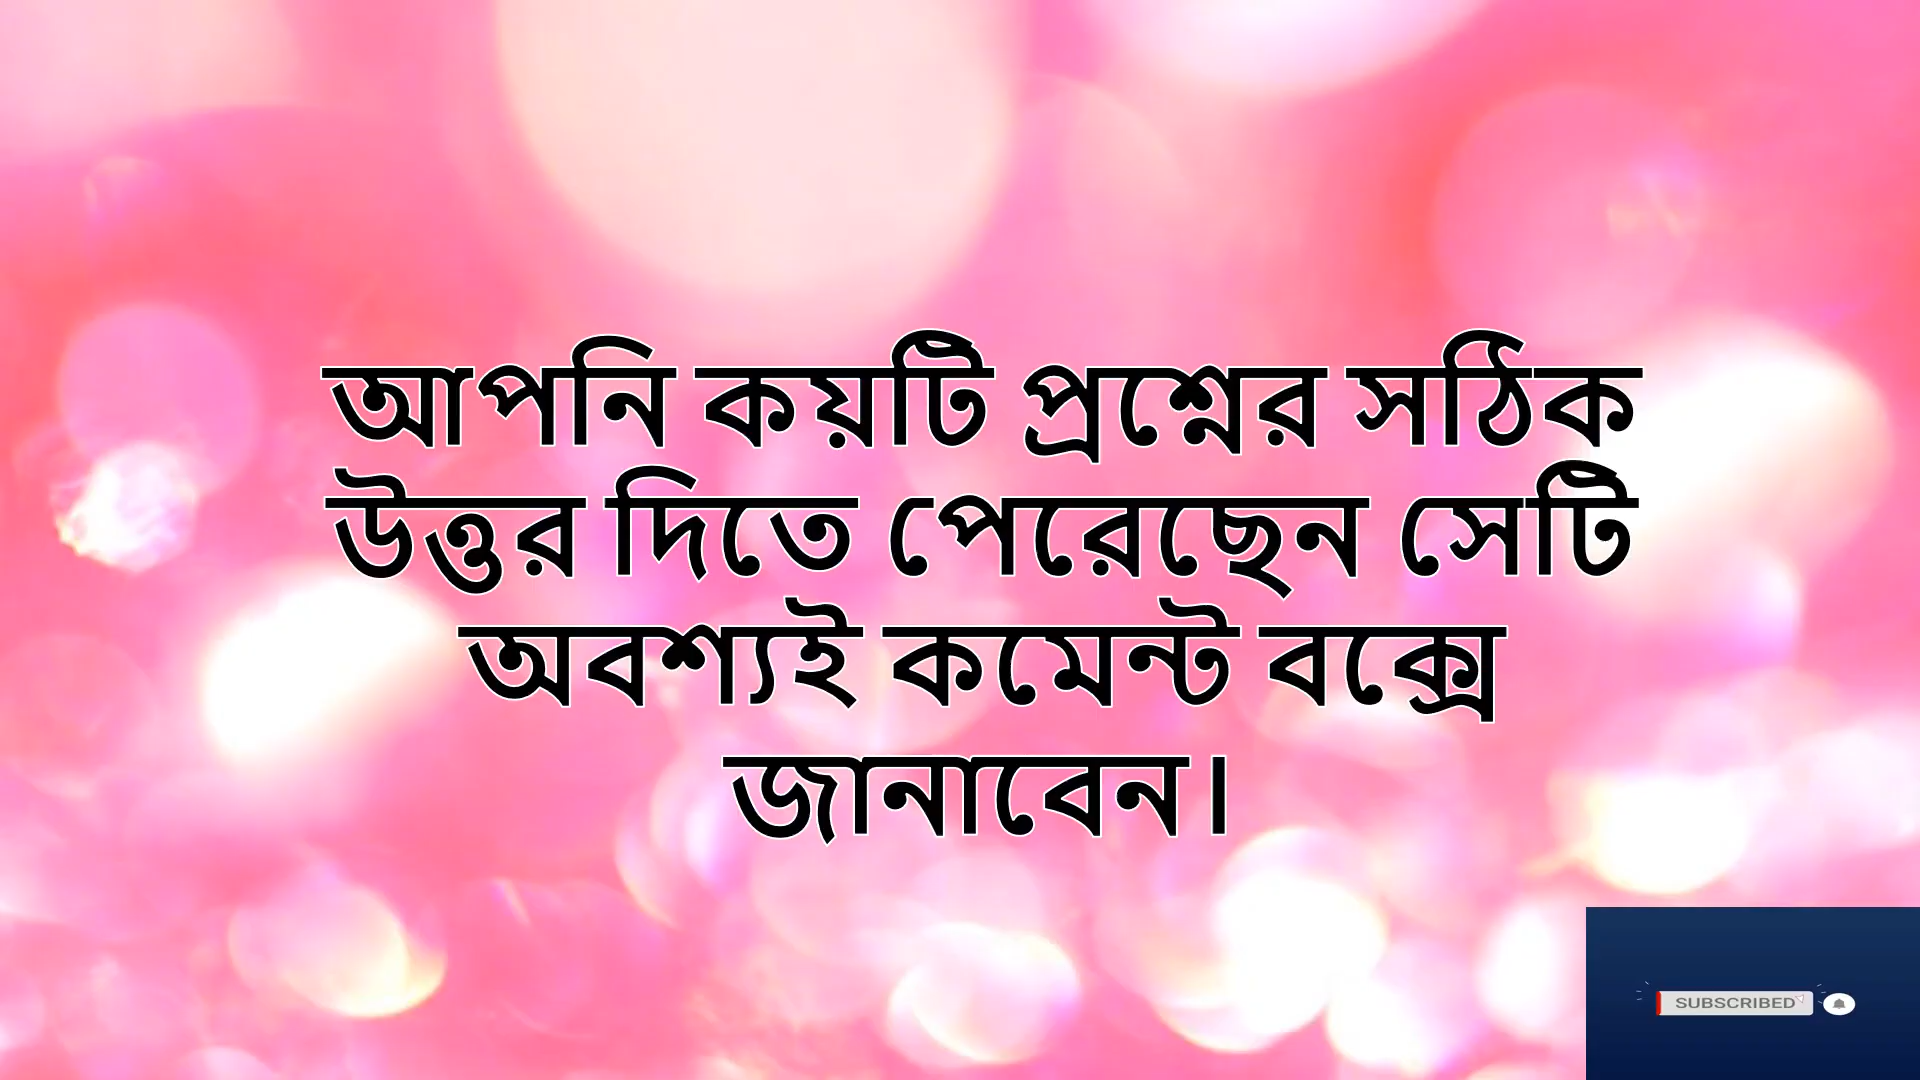 আপনি কয়টি প্রশ্নের সঠিক
উত্তর দিতে পেরেছেন সেটি
অবশ্যই কমেন্ট বক্সে
জানাবেন।
SUBSCRIBED